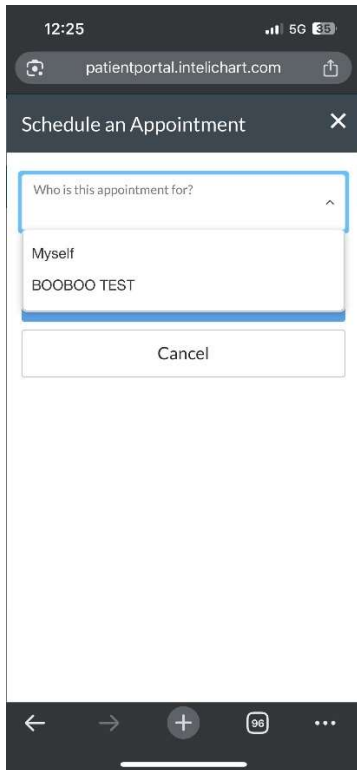 12:25
5G 35
patientportal.intelichart.com
Schedule an Appointment
Who is this appointment for?
Myself
BOOBOO TEST
Cancel
96